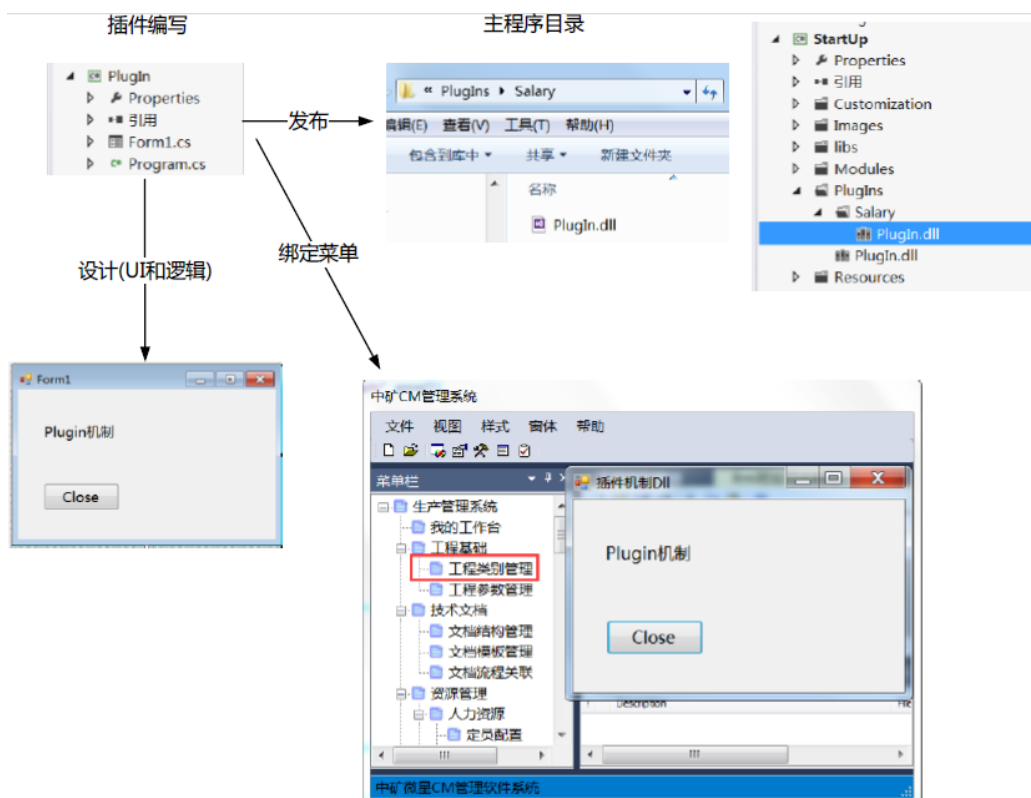 插件编写
主程序目录
PlugIn
Properties
引用
Form1.cs
Program.cs
发布
« PlugIns Salary
编辑(E) 查看(V) 工具(T) 帮助(H)
包含到库中 共享 新建文件夹
名称
PlugIn.dll
StartUp
Properties
引用
Customization
Images
libs
Modules
PlugIns
Salary
PlugIn.dll
PlugIn.dll
Resources
设计(UI和逻辑)
绑定菜单
Form1
Plugin机制
Close
中矿CM管理系统
文件 视图 样式 窗体 帮助
菜单栏
生产管理系统
我的工作台
工程基础
工程类别管理
工程参数管理
技术文档
文档结构管理
文档模板管理
文档流程关联
资源管理
人力资源
定员配置
插件机制Dll
Plugin机制
Close
Description
File
中矿微星CM管理软件系统